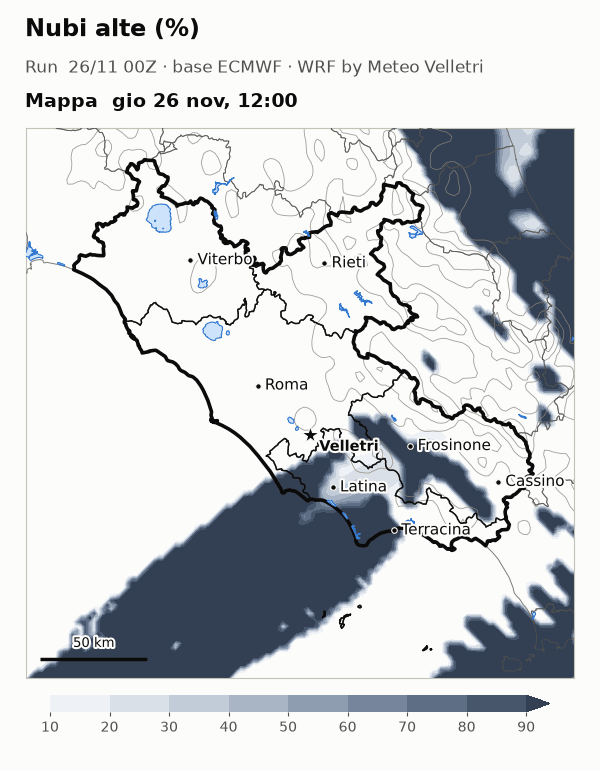 Nubi alte (%)
Run  26/11 00Z · base ECMWF · WRF by Meteo Velletri
Mappa  gio 26 nov, 12:00
Viterbo
Rieti
Roma
Velletri
Frosinone
Latina
Cassino
Terracina
50 km
10 20 30 40 50 60 70 80 90